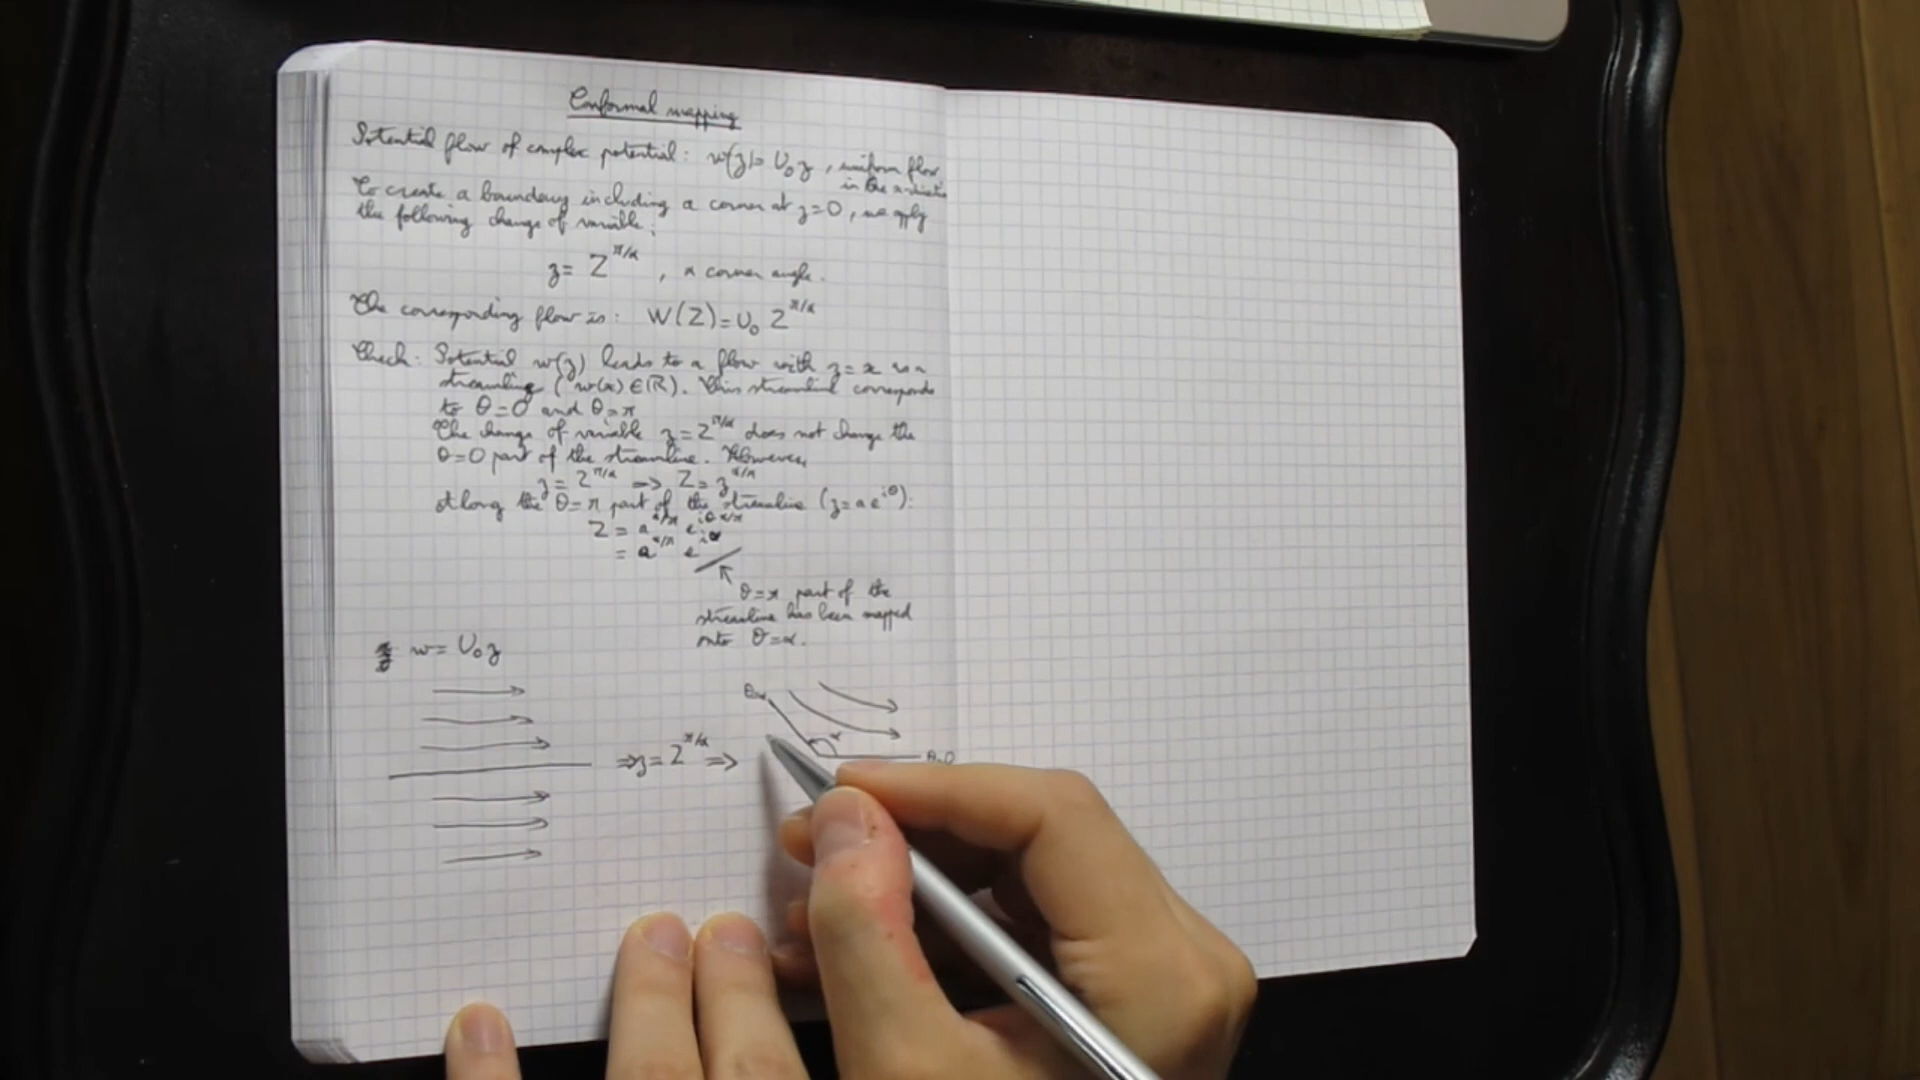 Conformal mapping
Potential flow of complex potential: w(z)= U₀z , uniform flow
in the x-direction
To create a boundary including a corner at z=0, we apply
the following change of variable:
z = Z^{π/α} , α corner angle.
The corresponding flow is: W(Z)=U₀ Z^{π/α}
Check: Potential w(z) leads to a flow with z=x as a
streamline ( w(x) ∈ ℝ). This streamline corresponds
to θ=0 and θ=π
The change of variable z=Z^{π/α} does not change the
θ=0 part of the streamline. However,
z = Z^{π/α} => Z = z^{α/π}
Along the θ=π part of the streamline (z=a e^{iθ}):
Z = a^{α/π} e^{iθα/π}
= a^{α/π} e^{iα}
θ=π part of the
streamline has been mapped
onto θ=α.
w = U₀z
θ=α
α
=> z = Z^{π/α} =>
θ=0